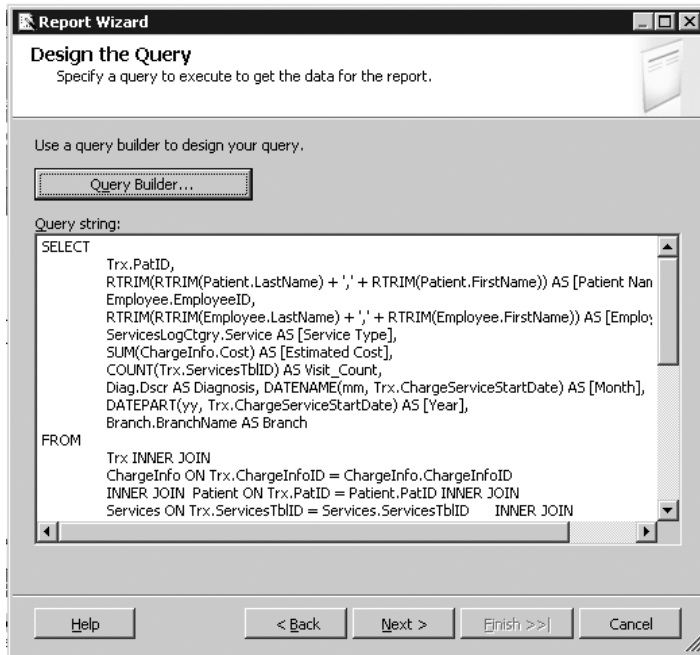 Report Wizard
Design the Query
Specify a query to execute to get the data for the report.
Use a query builder to design your query.
Query Builder...
Query string:
SELECT
Trx.PatID,
RTRIM(RTRIM(Patient.LastName) + ',' + RTRIM(Patient.FirstName)) AS [Patient Nan
Employee.EmployeeID,
RTRIM(RTRIM(Employee.LastName) + ',' + RTRIM(Employee.FirstName)) AS [Employ
ServicesLogCtgry.Service AS [Service Type],
SUM(ChargeInfo.Cost) AS [Estimated Cost],
COUNT(Trx.ServicesTblID) AS Visit_Count,
Diag.Dscr AS Diagnosis, DATENAME(mm, Trx.ChargeServiceStartDate) AS [Month],
DATEPART(yy, Trx.ChargeServiceStartDate) AS [Year],
Branch.BranchName AS Branch
FROM
Trx INNER JOIN
ChargeInfo ON Trx.ChargeInfoID = ChargeInfo.ChargeInfoID
INNER JOIN Patient ON Trx.PatID = Patient.PatID INNER JOIN
Services ON Trx.ServicesTblID = Services.ServicesTblID INNER JOIN
Help < Back Next > Finish >>| Cancel